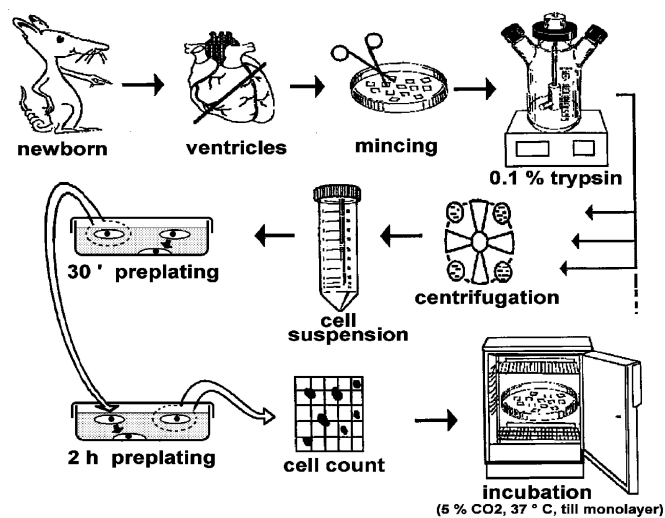 newborn
ventricles
mincing
0.1 % trypsin
centrifugation
cell
suspension
30 ' preplating
2 h preplating
cell count
incubation
(5 % CO2, 37 ° C, till monolayer)